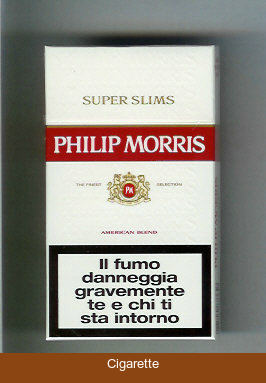 SUPER SLIMS
PHILIP MORRIS
THE FINEST SELECTION
PM
AMERICAN BLEND
Il fumo
danneggia
gravemente
te e chi ti
sta intorno
Cigarette